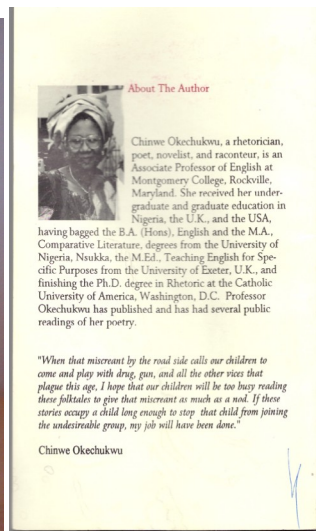 About The Author
Chinwe Okechukwu, a rhetorician,
poet, novelist, and raconteur, is an
Associate Professor of English at
Montgomery College, Rockville,
Maryland. She received her under-
graduate and graduate education in
Nigeria, the U.K., and the USA,
having bagged the B.A. (Hons), English and the M.A.,
Comparative Literature, degrees from the University of
Nigeria, Nsukka, the M.Ed., Teaching English for Spe-
cific Purposes from the University of Exeter, U.K., and
finishing the Ph.D. degree in Rhetoric at the Catholic
University of America, Washington, D.C. Professor
Okechukwu has published and has had several public
readings of her poetry.
"When that miscreant by the road side calls our children to
come and play with drug, gun, and all the other vices that
plague this age, I hope that our children will be too busy reading
these folktales to give that miscreant as much as a nod. If these
stories occupy a child long enough to stop that child from joining
the undesireable group, my job will have been done."
Chinwe Okechukwu